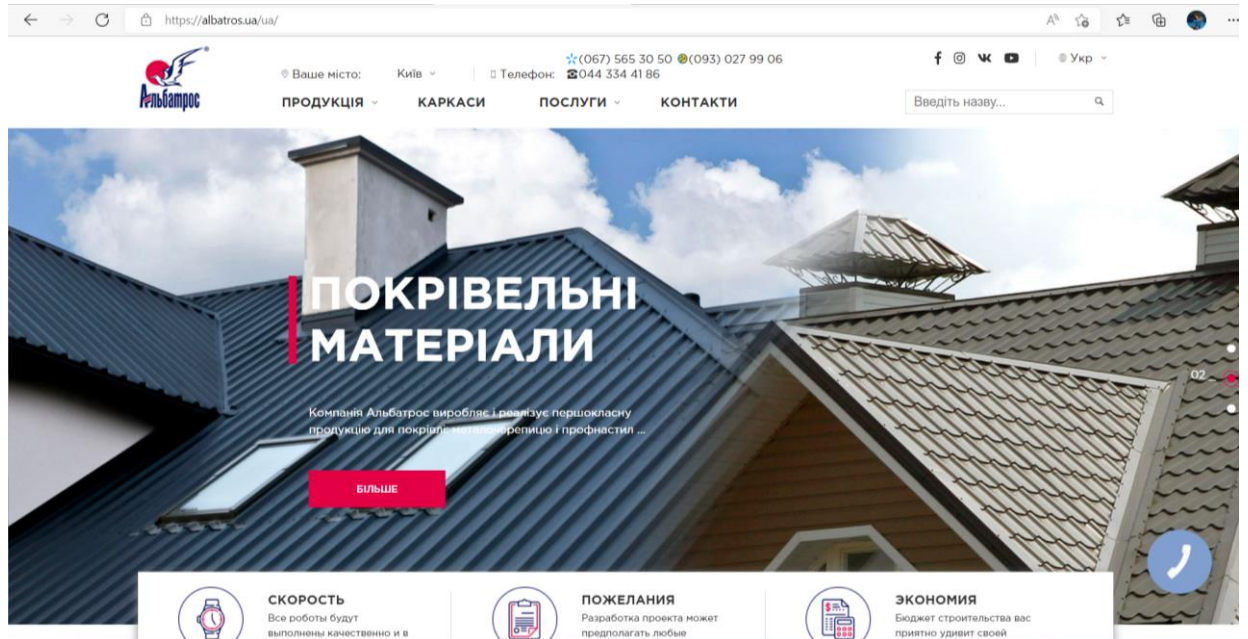 https://albatros.ua/ua/
Альбатрос
Ваше місто: Київ
Телефон: (067) 565 30 50 (093) 027 99 06
044 334 41 86
Укр
ПРОДУКЦІЯ КАРКАСИ ПОСЛУГИ КОНТАКТИ
Введіть назву...
ПОКРІВЕЛЬНІ
МАТЕРІАЛИ
02
Компанія Альбатрос виробляє і реалізує першокласну
продукцію для покрівлі: металочерепицю і профнастил ...
БІЛЬШЕ
СКОРОСТЬ
Все роботы будут
выполнены качественно и в
ПОЖЕЛАНИЯ
Разработка проекта может
предполагать любые
ЭКОНОМИЯ
Бюджет строительства вас
приятно удивит своей